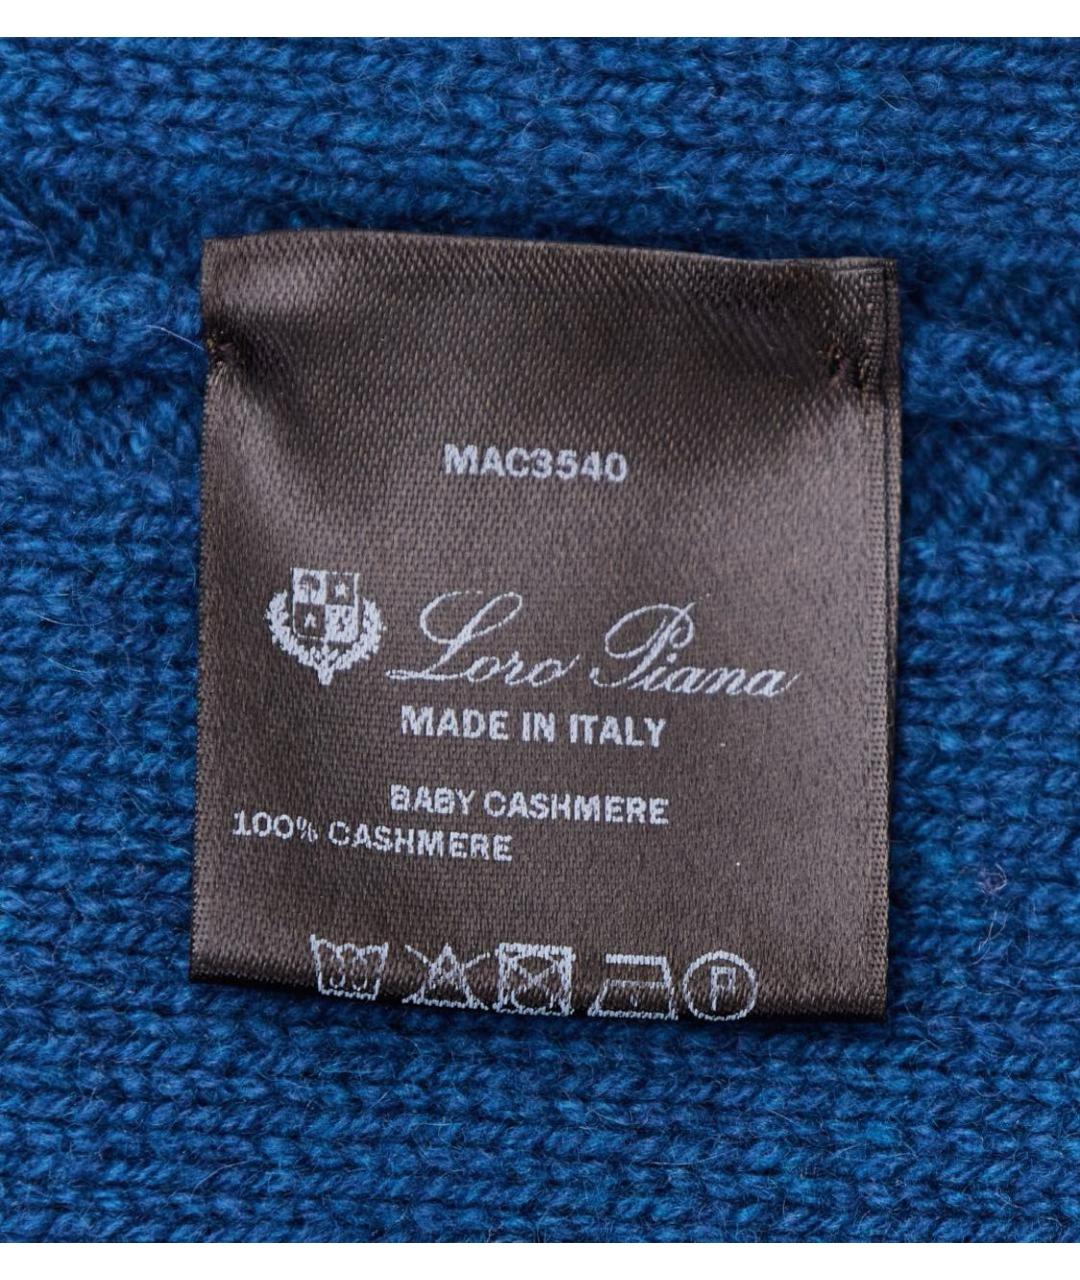 MAC3540
Loro Piana
MADE IN ITALY
BABY CASHMERE
100% CASHMERE
P